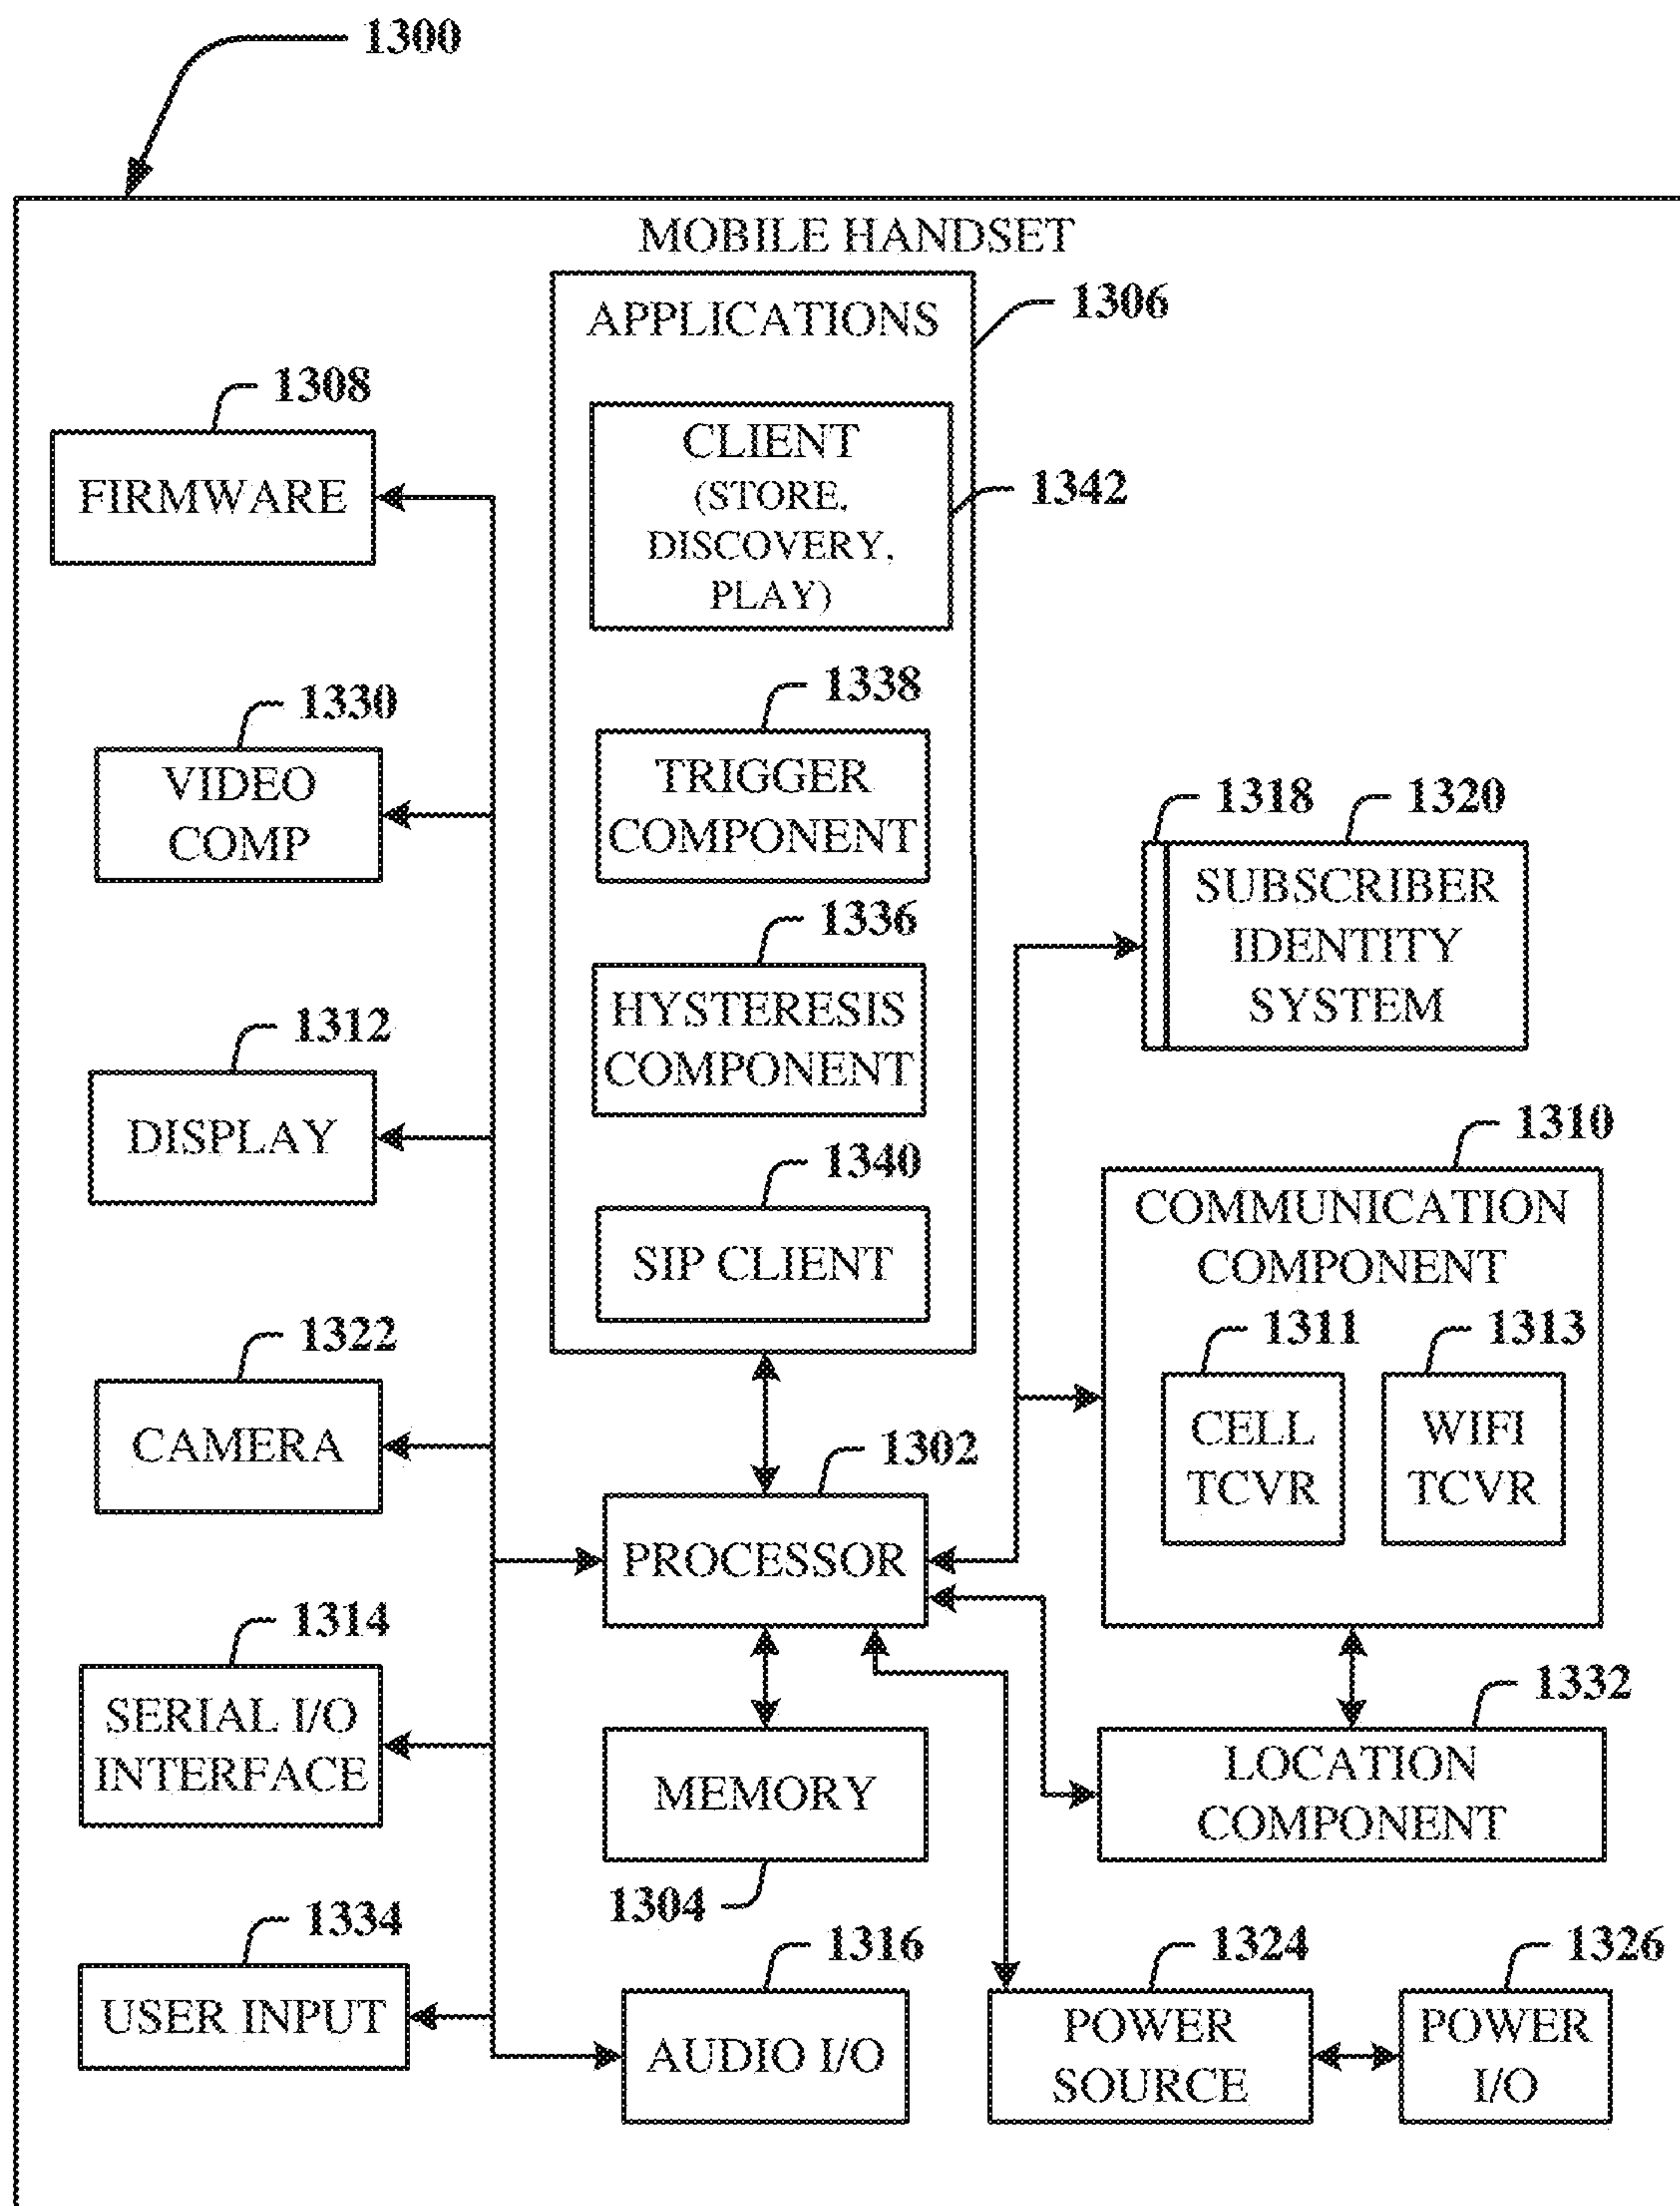 1300
MOBILE HANDSET
APPLICATIONS
1306
1308
FIRMWARE
CLIENT
(STORE,
DISCOVERY,
PLAY)
1342
1330
VIDEO
COMP
1338
TRIGGER
COMPONENT
1318
1320
SUBSCRIBER
IDENTITY
SYSTEM
1336
HYSTERESIS
COMPONENT
1312
DISPLAY
1340
SIP CLIENT
1310
COMMUNICATION
COMPONENT
1311
CELL
TCVR
1313
WIFI
TCVR
1322
CAMERA
1302
PROCESSOR
1314
SERIAL I/O
INTERFACE
MEMORY
1304
1332
LOCATION
COMPONENT
1334
USER INPUT
1316
AUDIO I/O
1324
POWER
SOURCE
1326
POWER
I/O